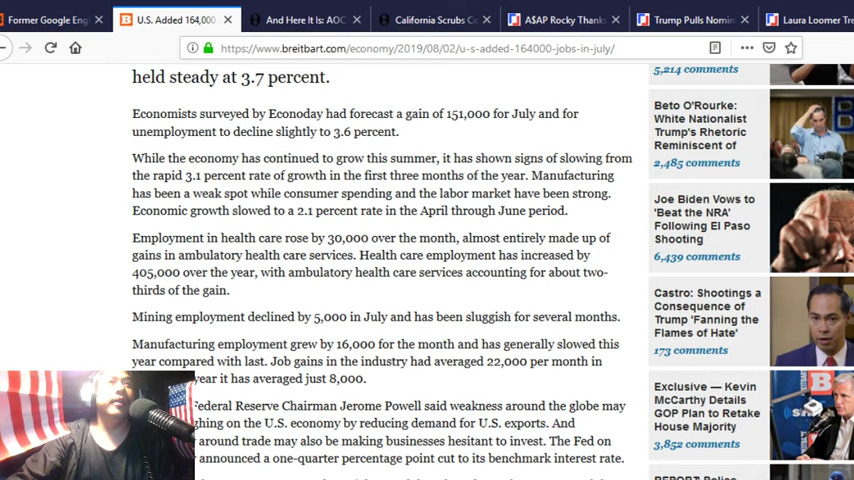 Former Google Eng
U.S. Added 164,000
And Here It Is: AOC
California Scrubs C
A$AP Rocky Thanks
Trump Pulls Nomin
Laura Loomer Tre
https://www.breitbart.com/economy/2019/08/02/u-s-added-164000-jobs-in-july/
held steady at 3.7 percent.
Economists surveyed by Econoday had forecast a gain of 151,000 for July and for
unemployment to decline slightly to 3.6 percent.
While the economy has continued to grow this summer, it has shown signs of slowing from
the rapid 3.1 percent rate of growth in the first three months of the year. Manufacturing
has been a weak spot while consumer spending and the labor market have been strong.
Economic growth slowed to a 2.1 percent rate in the April through June period.
Employment in health care rose by 30,000 over the month, almost entirely made up of
gains in ambulatory health care services. Health care employment has increased by
405,000 over the year, with ambulatory health care services accounting for about two-
thirds of the gain.
Mining employment declined by 5,000 in July and has been sluggish for several months.
Manufacturing employment grew by 16,000 for the month and has generally slowed this
year compared with last. Job gains in the industry had averaged 22,000 per month in
year it has averaged just 8,000.
Federal Reserve Chairman Jerome Powell said weakness around the globe may
ghing on the U.S. economy by reducing demand for U.S. exports. And
around trade may also be making businesses hesitant to invest. The Fed on
announced a one-quarter percentage point cut to its benchmark interest rate.
5,214 comments
Beto O'Rourke:
White Nationalist
Trump's Rhetoric
Reminiscent of
2,485 comments
Joe Biden Vows to
'Beat the NRA'
Following El Paso
Shooting
6,439 comments
Castro: Shootings a
Consequence of
Trump 'Fanning the
Flames of Hate'
173 comments
Exclusive — Kevin
McCarthy Details
GOP Plan to Retake
House Majority
3,852 comments